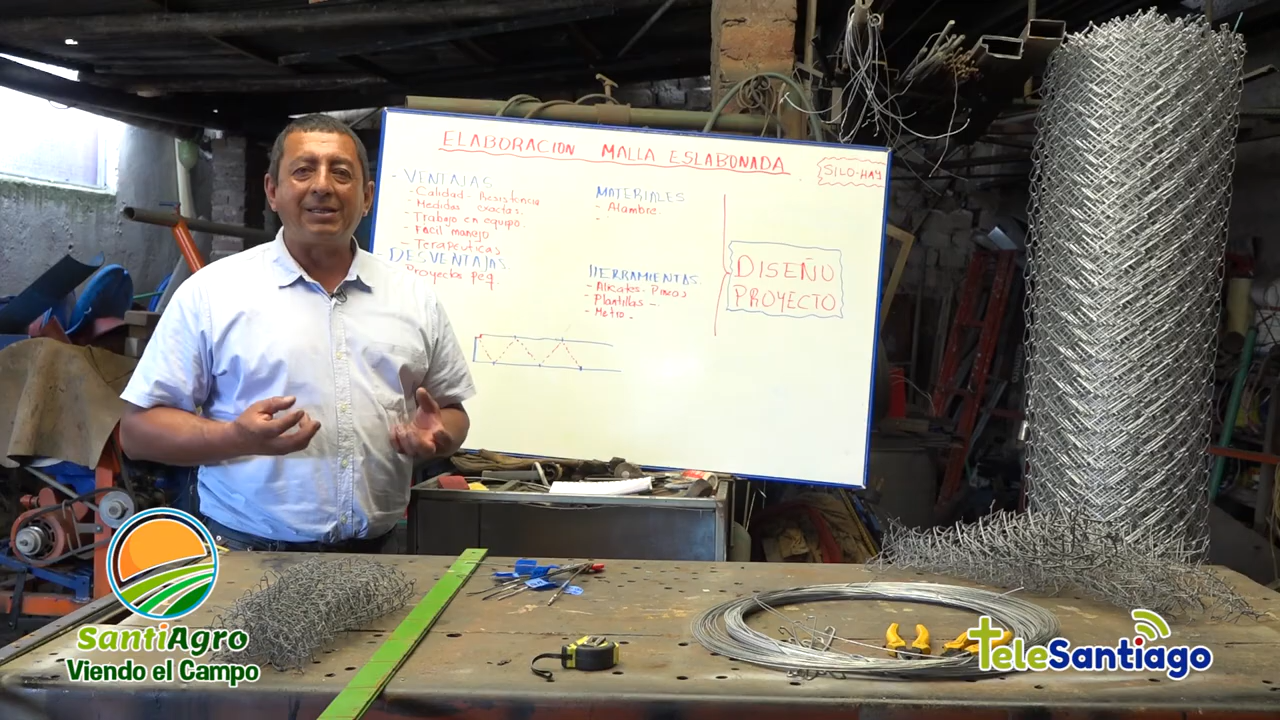 ELABORACION MALLA ESLABONADA
SILO-HAY
- VENTAJAS
- Calidad - Resistencia
- Medidas exactas.
- Trabajo en equipo.
- Facil manejo
- Terapeuticas
- DESVENTAJAS
Proyectos peq.
MATERIALES
- Alambre.
-
HERRAMIENTAS
- Alicates - Pinzas
- Plantillas -.
- Metro.
DISEÑO
PROYECTO
SantiAgro
Viendo el Campo
TeleSantiago